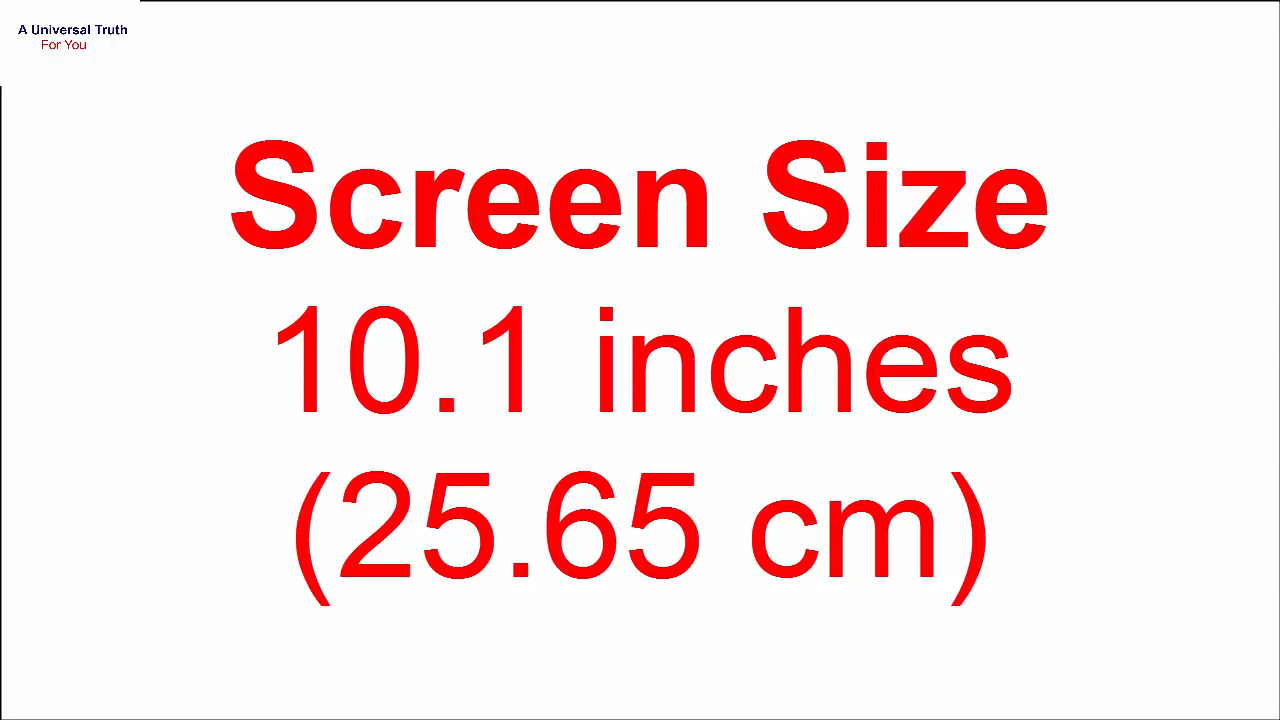 A Universal Truth
For You
Screen Size
10.1 inches
(25.65 cm)